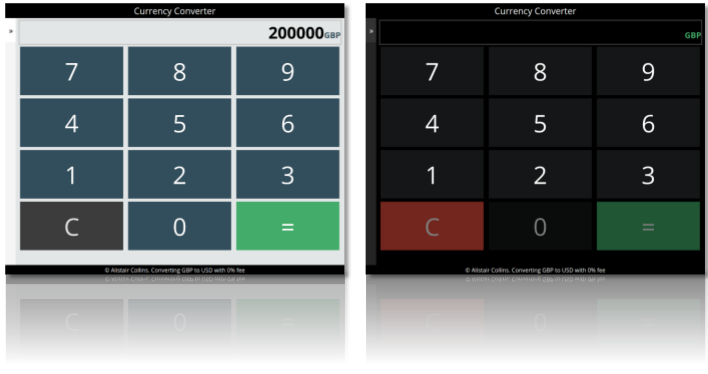 Currency Converter
»
200000GBP
7 8 9
4 5 6
1 2 3
C 0 =
© Alistair Collins. Converting GBP to USD with 0% fee
Currency Converter
»
GBP
7 8 9
4 5 6
1 2 3
C 0 =
© Alistair Collins. Converting GBP to USD with 0% fee